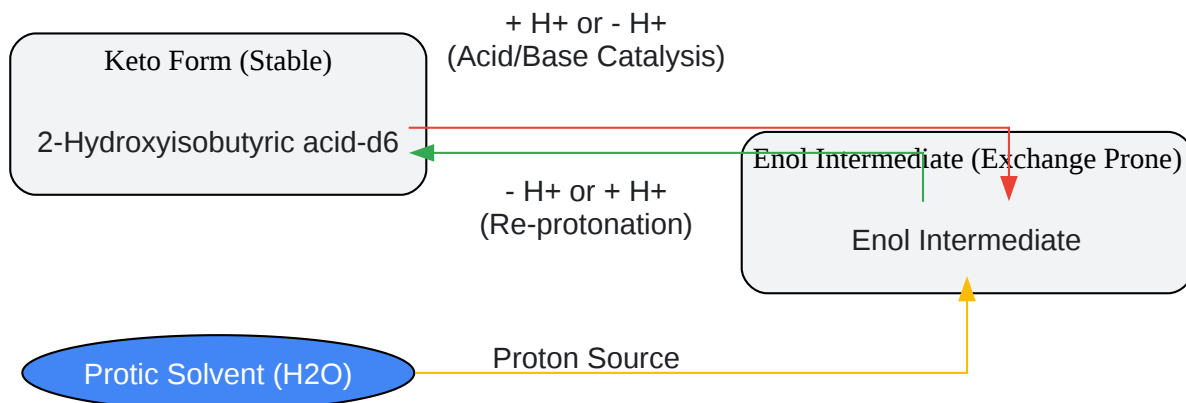 + H+ or - H+
(Acid/Base Catalysis)
Keto Form (Stable)
2-Hydroxyisobutyric acid-d6
Enol Intermediate (Exchange Prone)
- H+ or + H+
(Re-protonation)
Enol Intermediate
Proton Source
Protic Solvent (H2O)